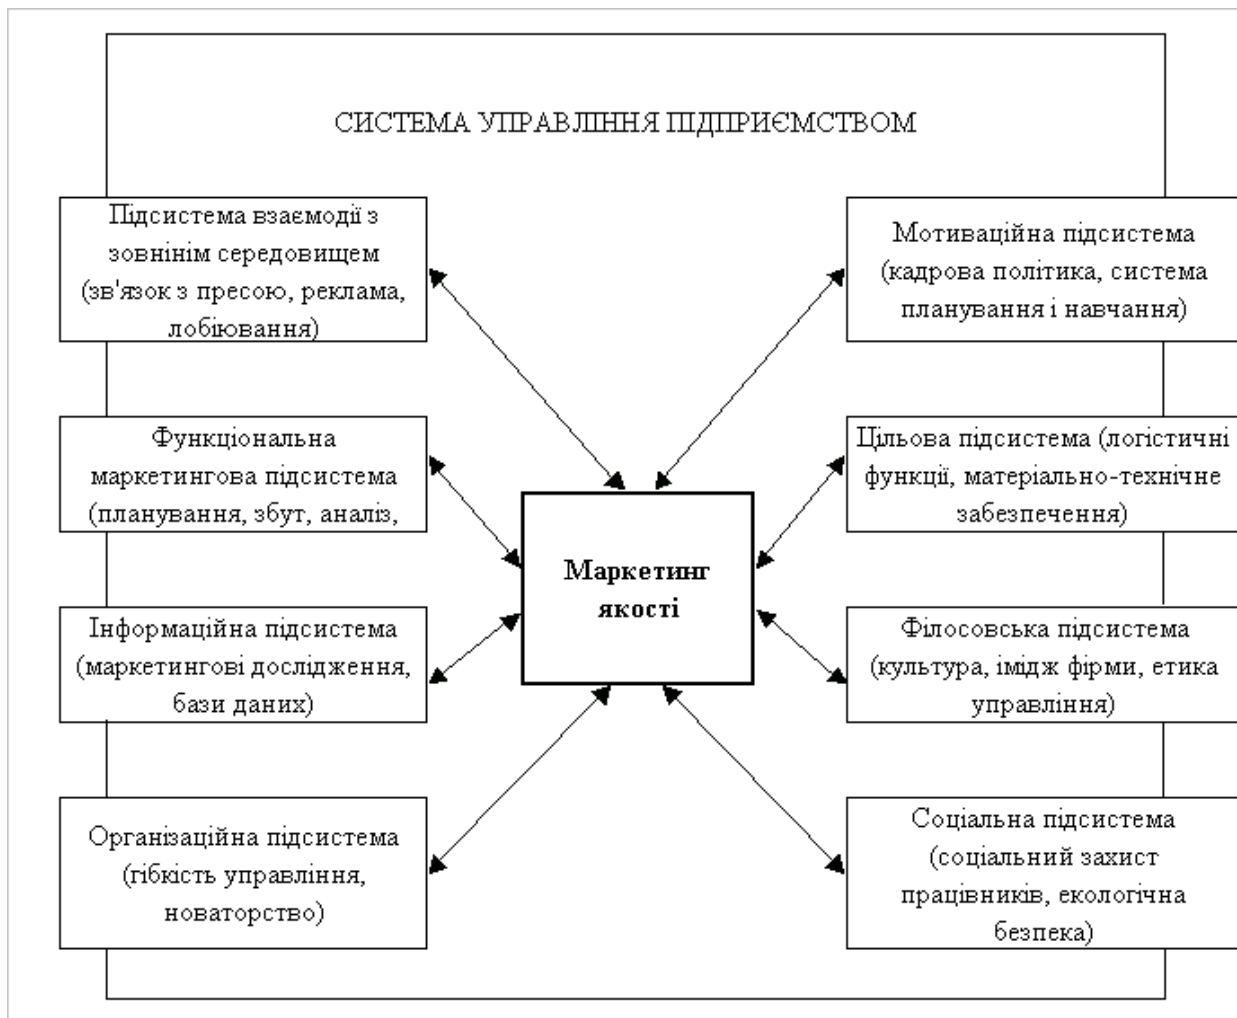 СИСТЕМА УПРАВЛІННЯ ПІДПРИЄМСТВОМ
Підсистема взаємодії з
зовнінім середовищем
(зв'язок з пресою, реклама,
лобіювання)
Функціональна
маркетингова підсистема
(планування, збут, аналіз,
Інформаційна підсистема
(маркетингові дослідження,
бази даних)
Організаційна підсистема
(гібкість управління,
новаторство)
Маркетинг
якості
Мотиваційна підсистема
(кадрова політика, система
планування і навчання)
Цільова підсистема (логістичні
функції, матеріально-технічне
забезпечення)
Філосовська підсистема
(культура, імідж фірми, етика
управління)
Соціальна підсистема
(соціальний захист
працівників, екологічна
безпека)